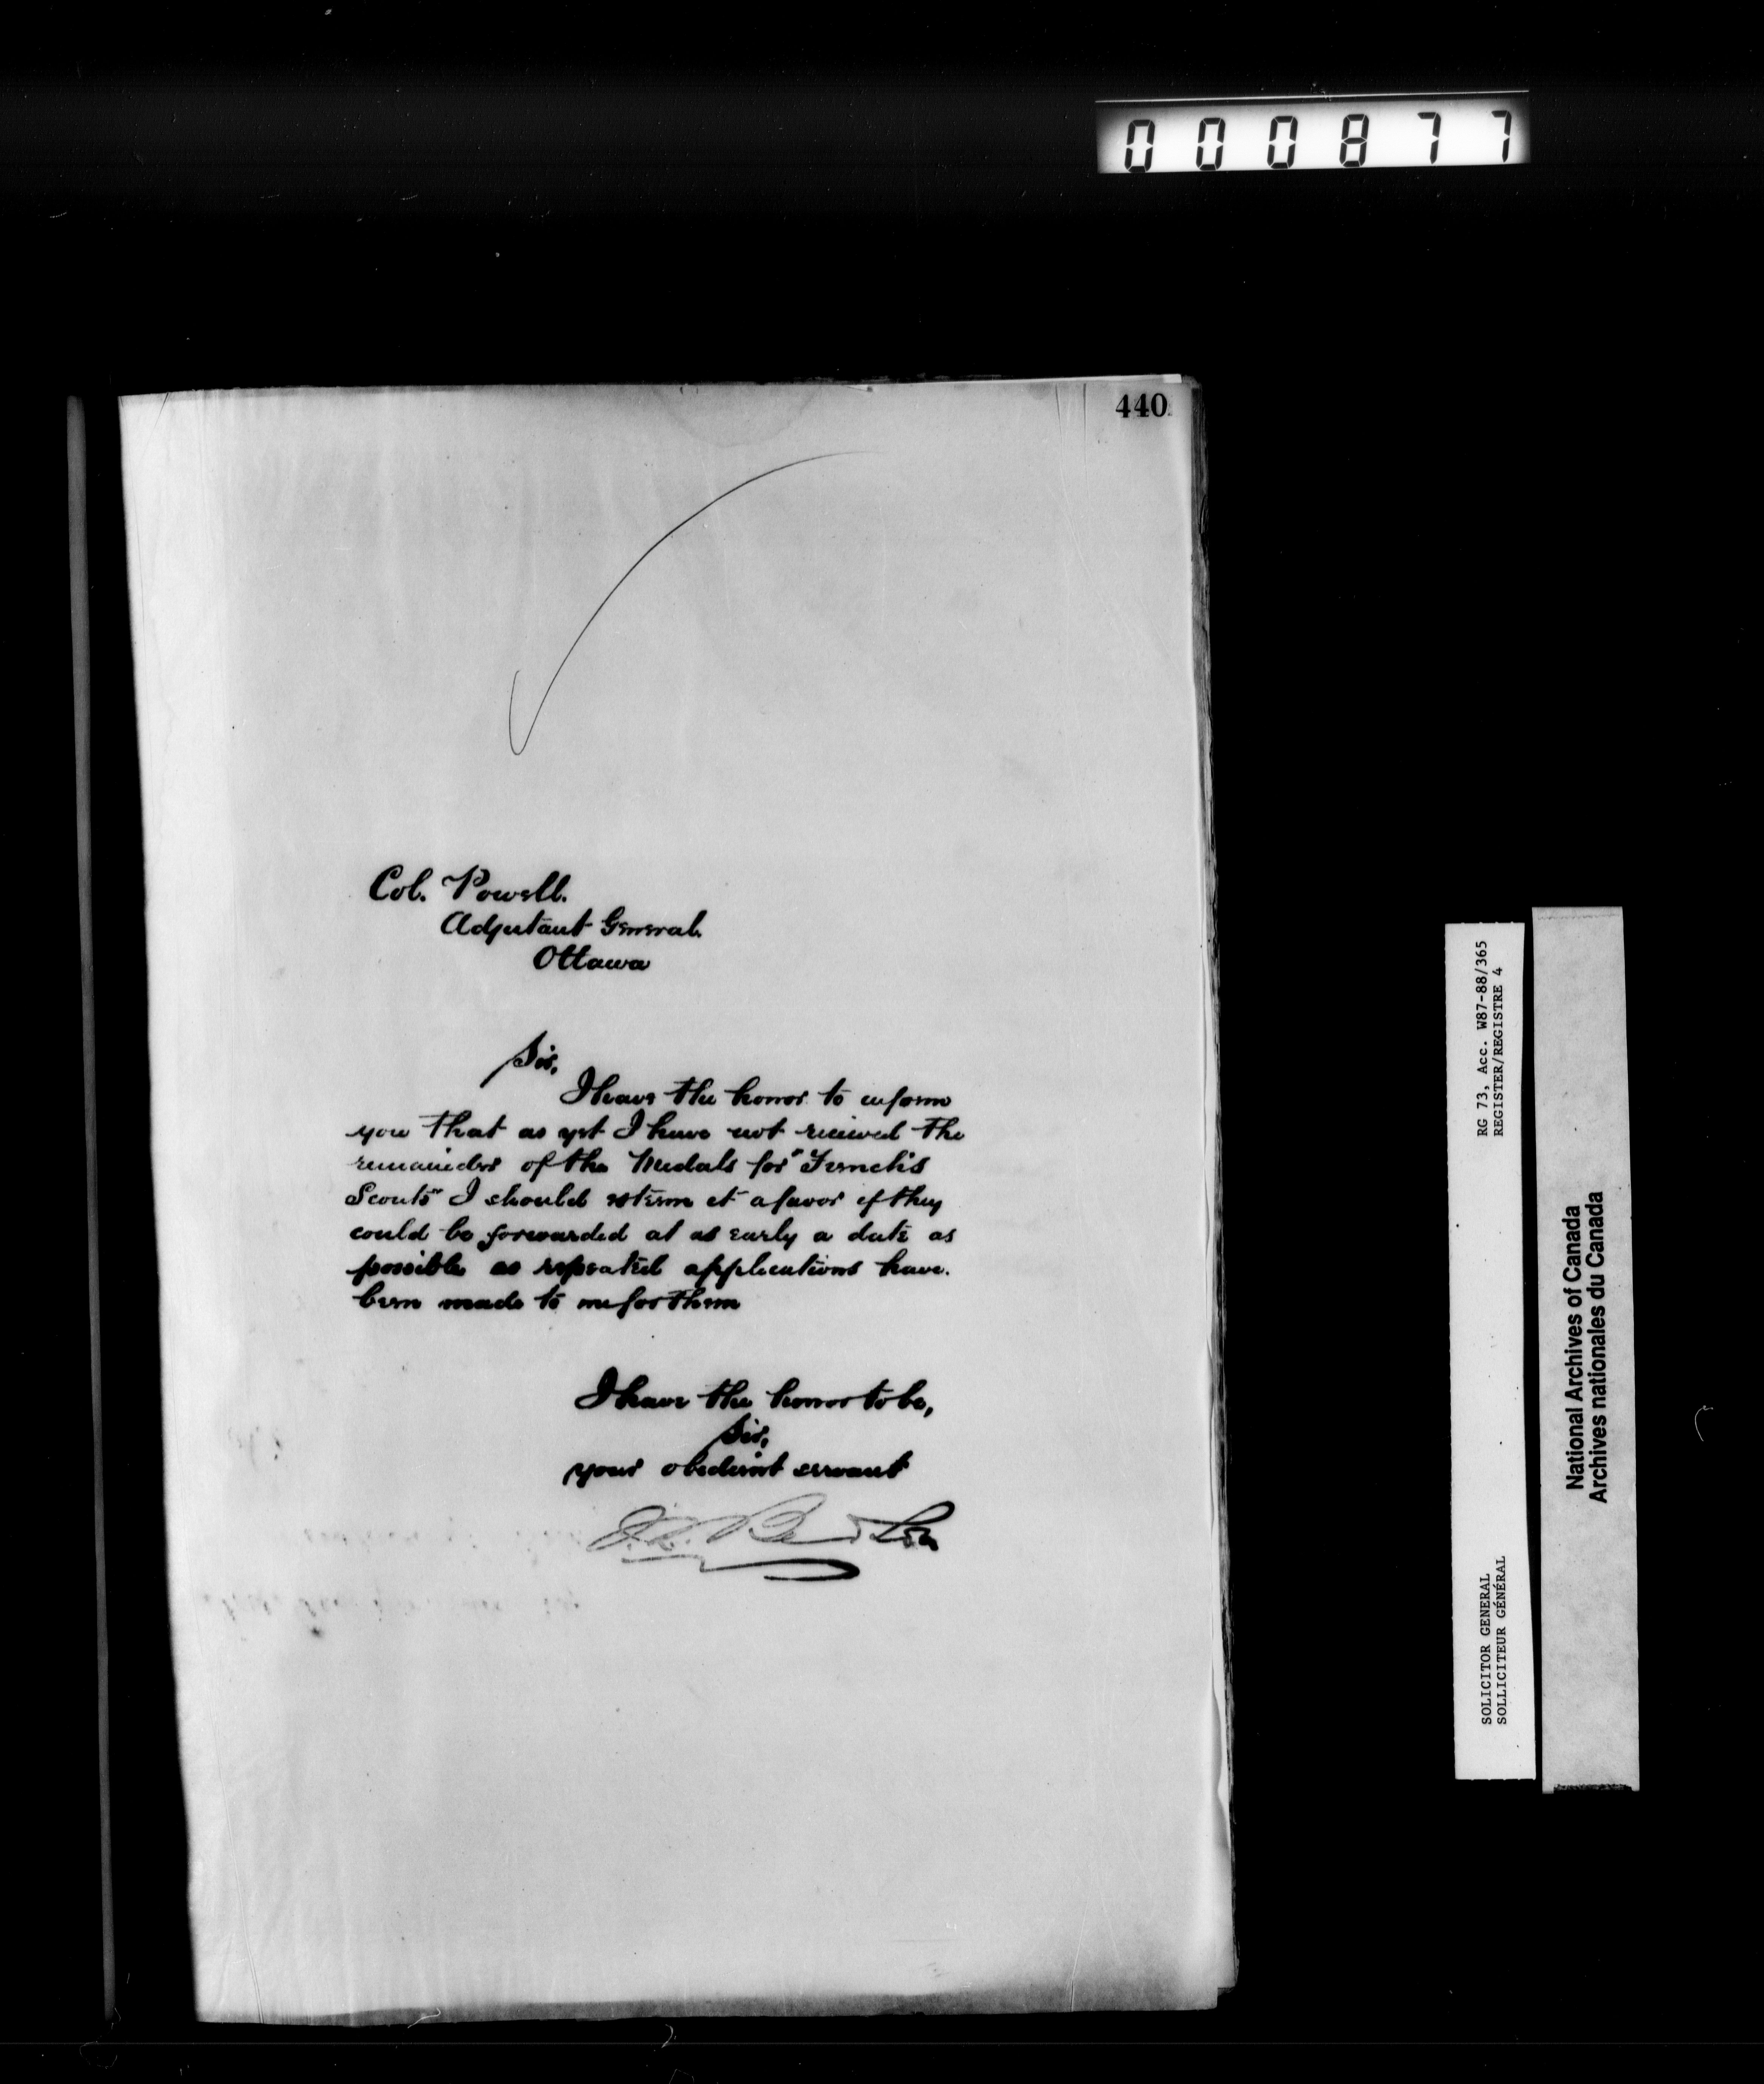 000877
440
Col. Powell.
Adjutant General.
Ottawa
Sir,
I have the honor to inform
you that as yet I have not received the
remainder of the Medals for "French's
Scouts" I should esteem it a favor if they
could be forwarded at as early a date as
possible as repeated applications have.
been made to me for them
I have the honor to be,
Sir,
your obedient servant
RG 73, Acc. W87-88/365
REGISTER/REGISTRE 4
SOLICITOR GENERAL
SOLLICITEUR GÉNÉRAL
National Archives of Canada
Archives nationales du Canada